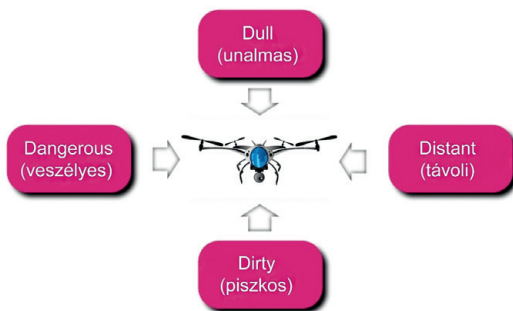 Dull
(unalmas)
Dangerous
(veszélyes)
Distant
(távoli)
Dirty
(piszkos)